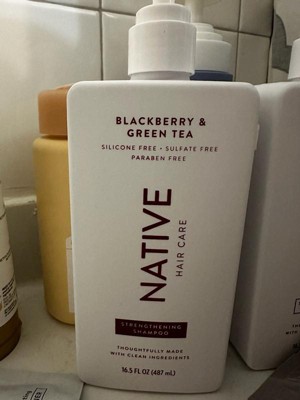 BLACKBERRY &
GREEN TEA
SILICONE FREE • SULFATE FREE
PARABEN FREE
NATIVE
HAIR CARE
STRENGTHENING
SHAMPOO
THOUGHTFULLY MADE
WITH CLEAN INGREDIENTS
16.5 FL OZ (487 mL)